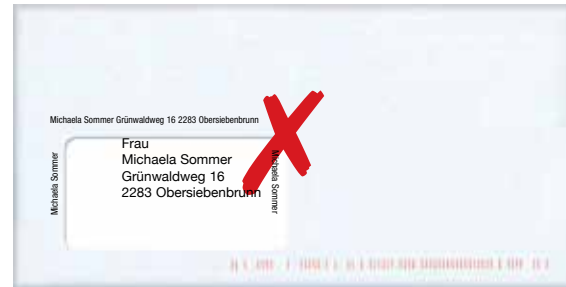 Michaela Sommer Grünwaldweg 16 2283 Obersiebenbrunn
Michaela Sommer
Frau
Michaela Sommer
Grünwaldweg 16
2283 Obersiebenbrunn
Michaela Sommer